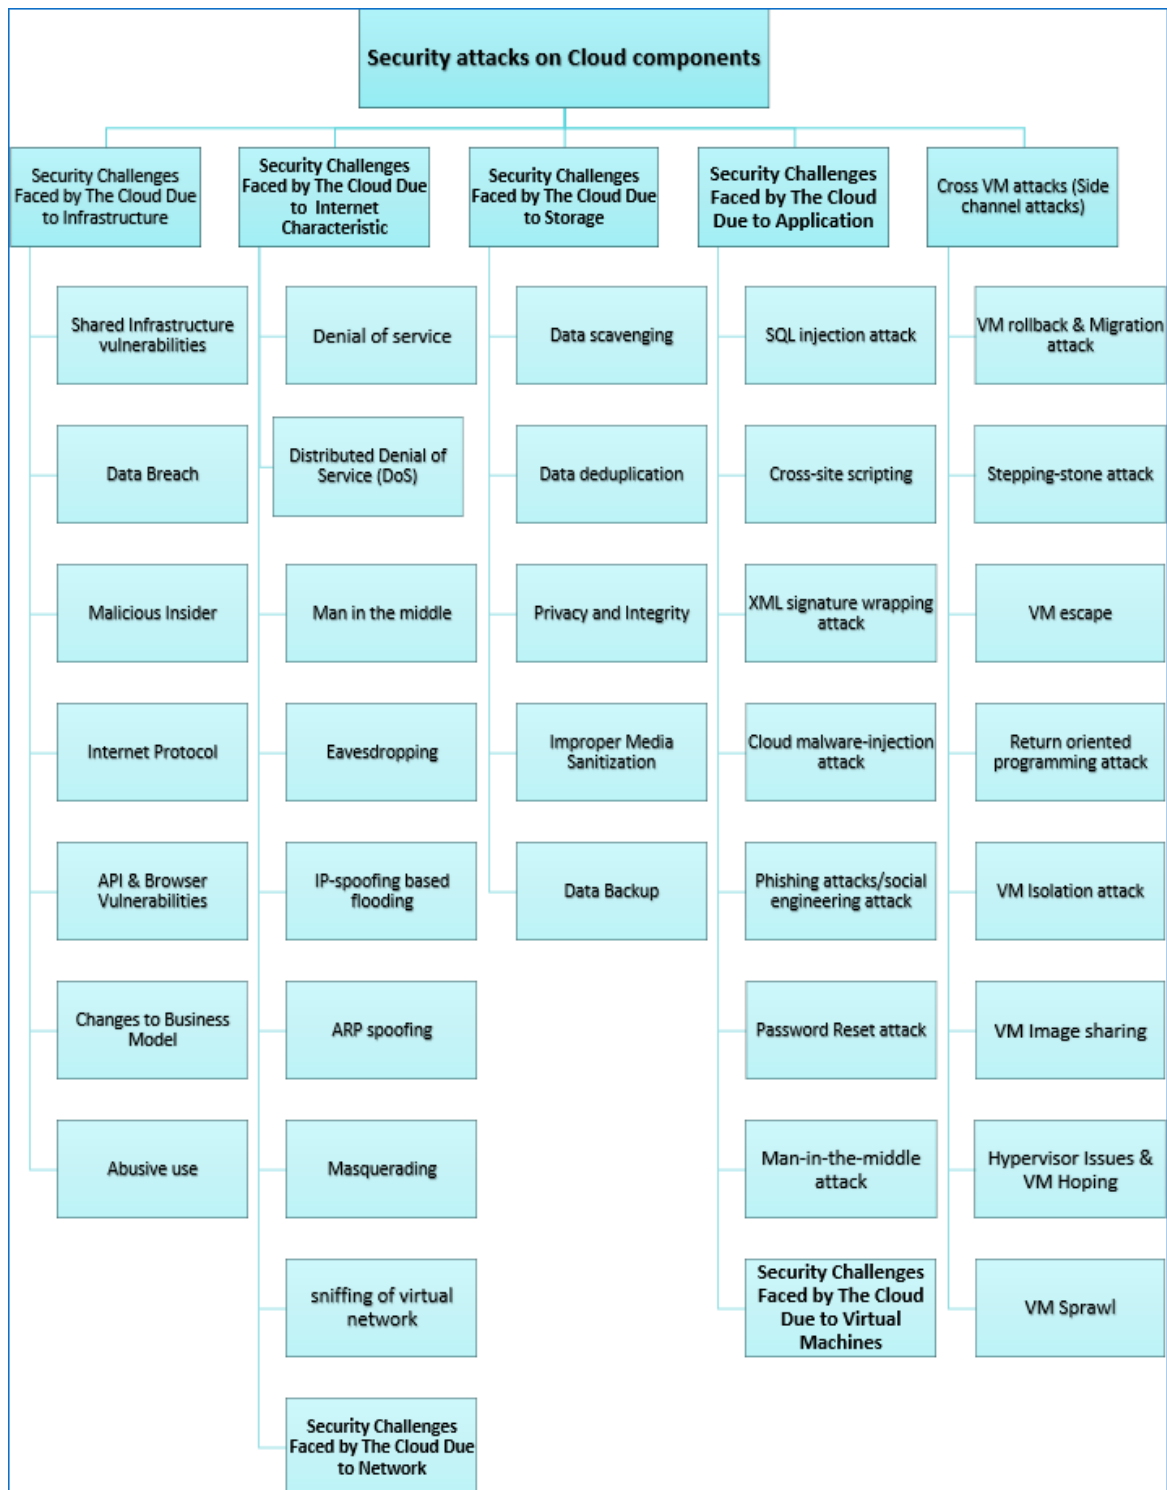 Security attacks on Cloud components
Security Challenges
Faced by The Cloud Due
to Infrastructure
Shared Infrastructure
vulnerabilities
Data Breach
Malicious Insider
Internet Protocol
API & Browser
Vulnerabilities
Changes to Business
Model
Abusive use
Security Challenges
Faced by The Cloud Due
to Internet
Characteristic
Denial of service
Distributed Denial of
Service (DoS)
Man in the middle
Eavesdropping
IP-spoofing based
flooding
ARP spoofing
Masquerading
sniffing of virtual
network
Security Challenges
Faced by The Cloud Due
to Network
Security Challenges
Faced by The Cloud Due
to Storage
Data scavenging
Data deduplication
Privacy and Integrity
Improper Media
Sanitization
Data Backup
Security Challenges
Faced by The Cloud
Due to Application
SQL injection attack
Cross-site scripting
XML signature wrapping
attack
Cloud malware-injection
attack
Phishing attacks/social
engineering attack
Password Reset attack
Man-in-the-middle
attack
Security Challenges
Faced by The Cloud
Due to Virtual
Machines
Cross VM attacks (Side
channel attacks)
VM rollback & Migration
attack
Stepping-stone attack
VM escape
Return oriented
programming attack
VM Isolation attack
VM Image sharing
Hypervisor Issues &
VM Hoping
VM Sprawl